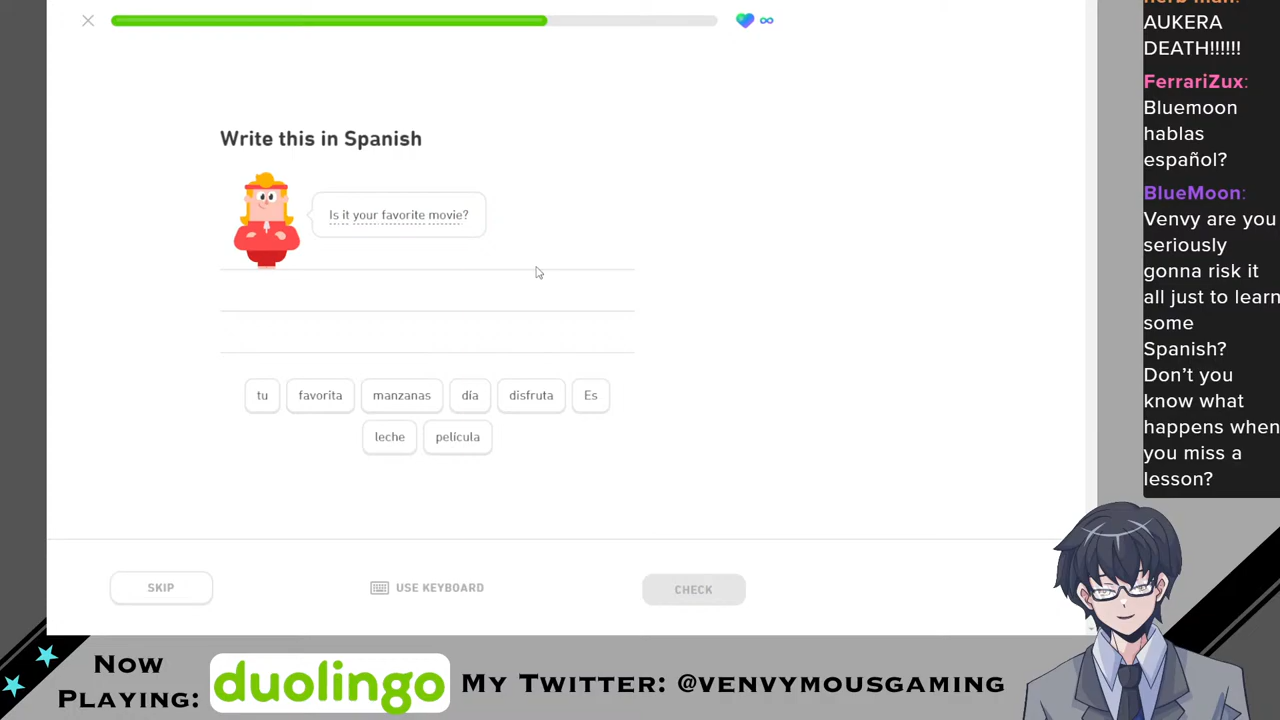 herb man:
AUKERA
DEATH!!!!!!
FerrariZux:
Bluemoon
hablas
español?
BlueMoon:
Venvy are you
seriously
gonna risk it
all just to learn
some
Spanish?
Don’t you
know what
happens when
you miss a
lesson?
Write this in Spanish
Is it your favorite movie?
tu favorita manzanas día disfruta Es
leche película
SKIP USE KEYBOARD CHECK
Now
Playing: duolingo My Twitter: @venvymousgaming